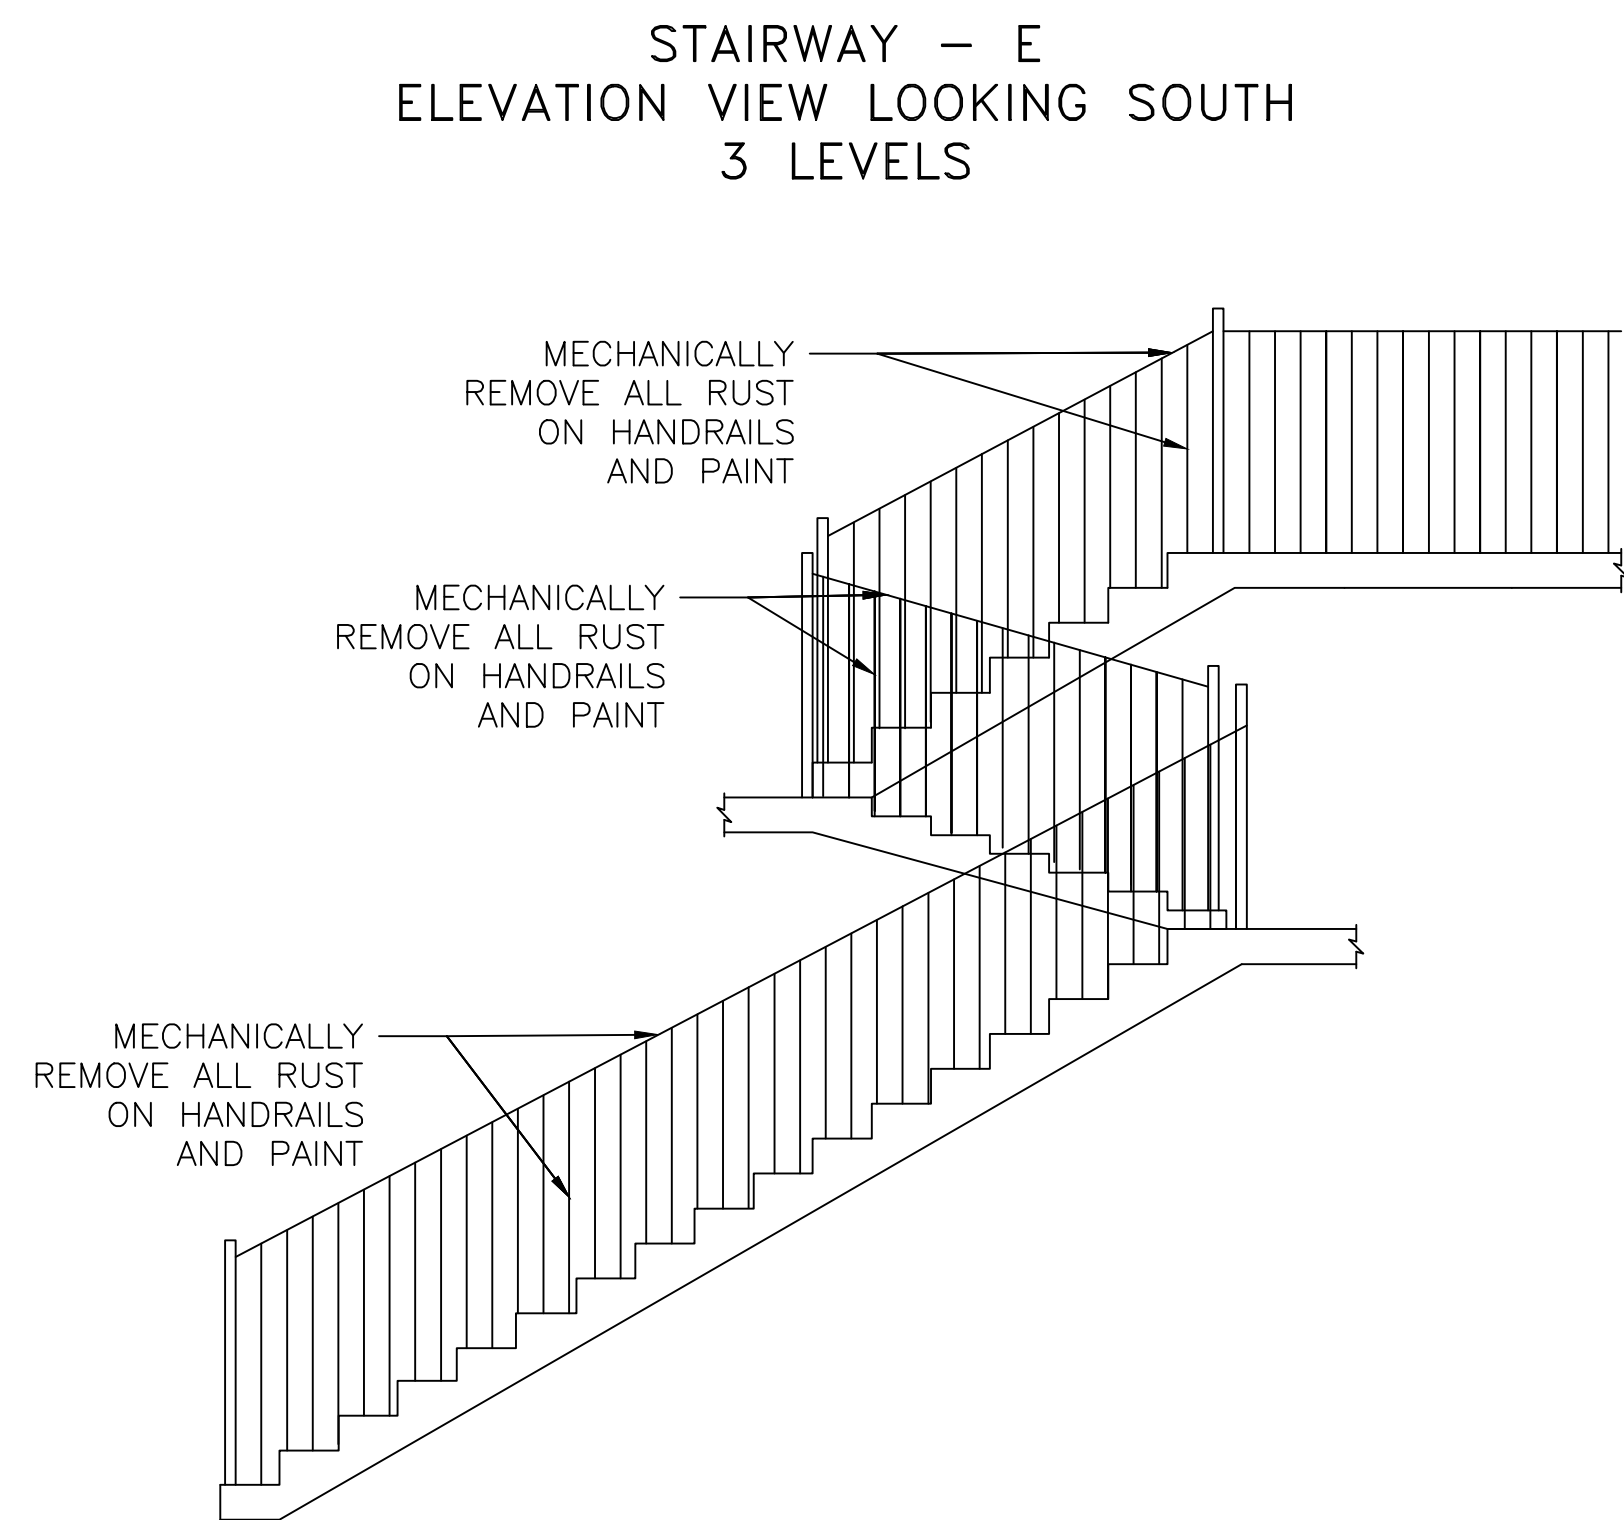 STAIRWAY - E
ELEVATION VIEW LOOKING SOUTH
3 LEVELS
MECHANICALLY
REMOVE ALL RUST
ON HANDRAILS
AND PAINT
MECHANICALLY
REMOVE ALL RUST
ON HANDRAILS
AND PAINT
MECHANICALLY
REMOVE ALL RUST
ON HANDRAILS
AND PAINT